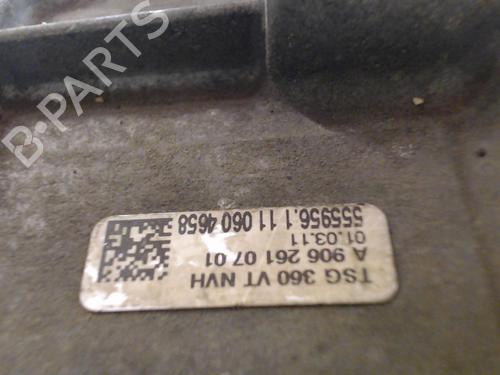 B-PARTS
TSG 360 VT NVH
A 906 261 07 01
01.03.11
555956.1 11 060 4658